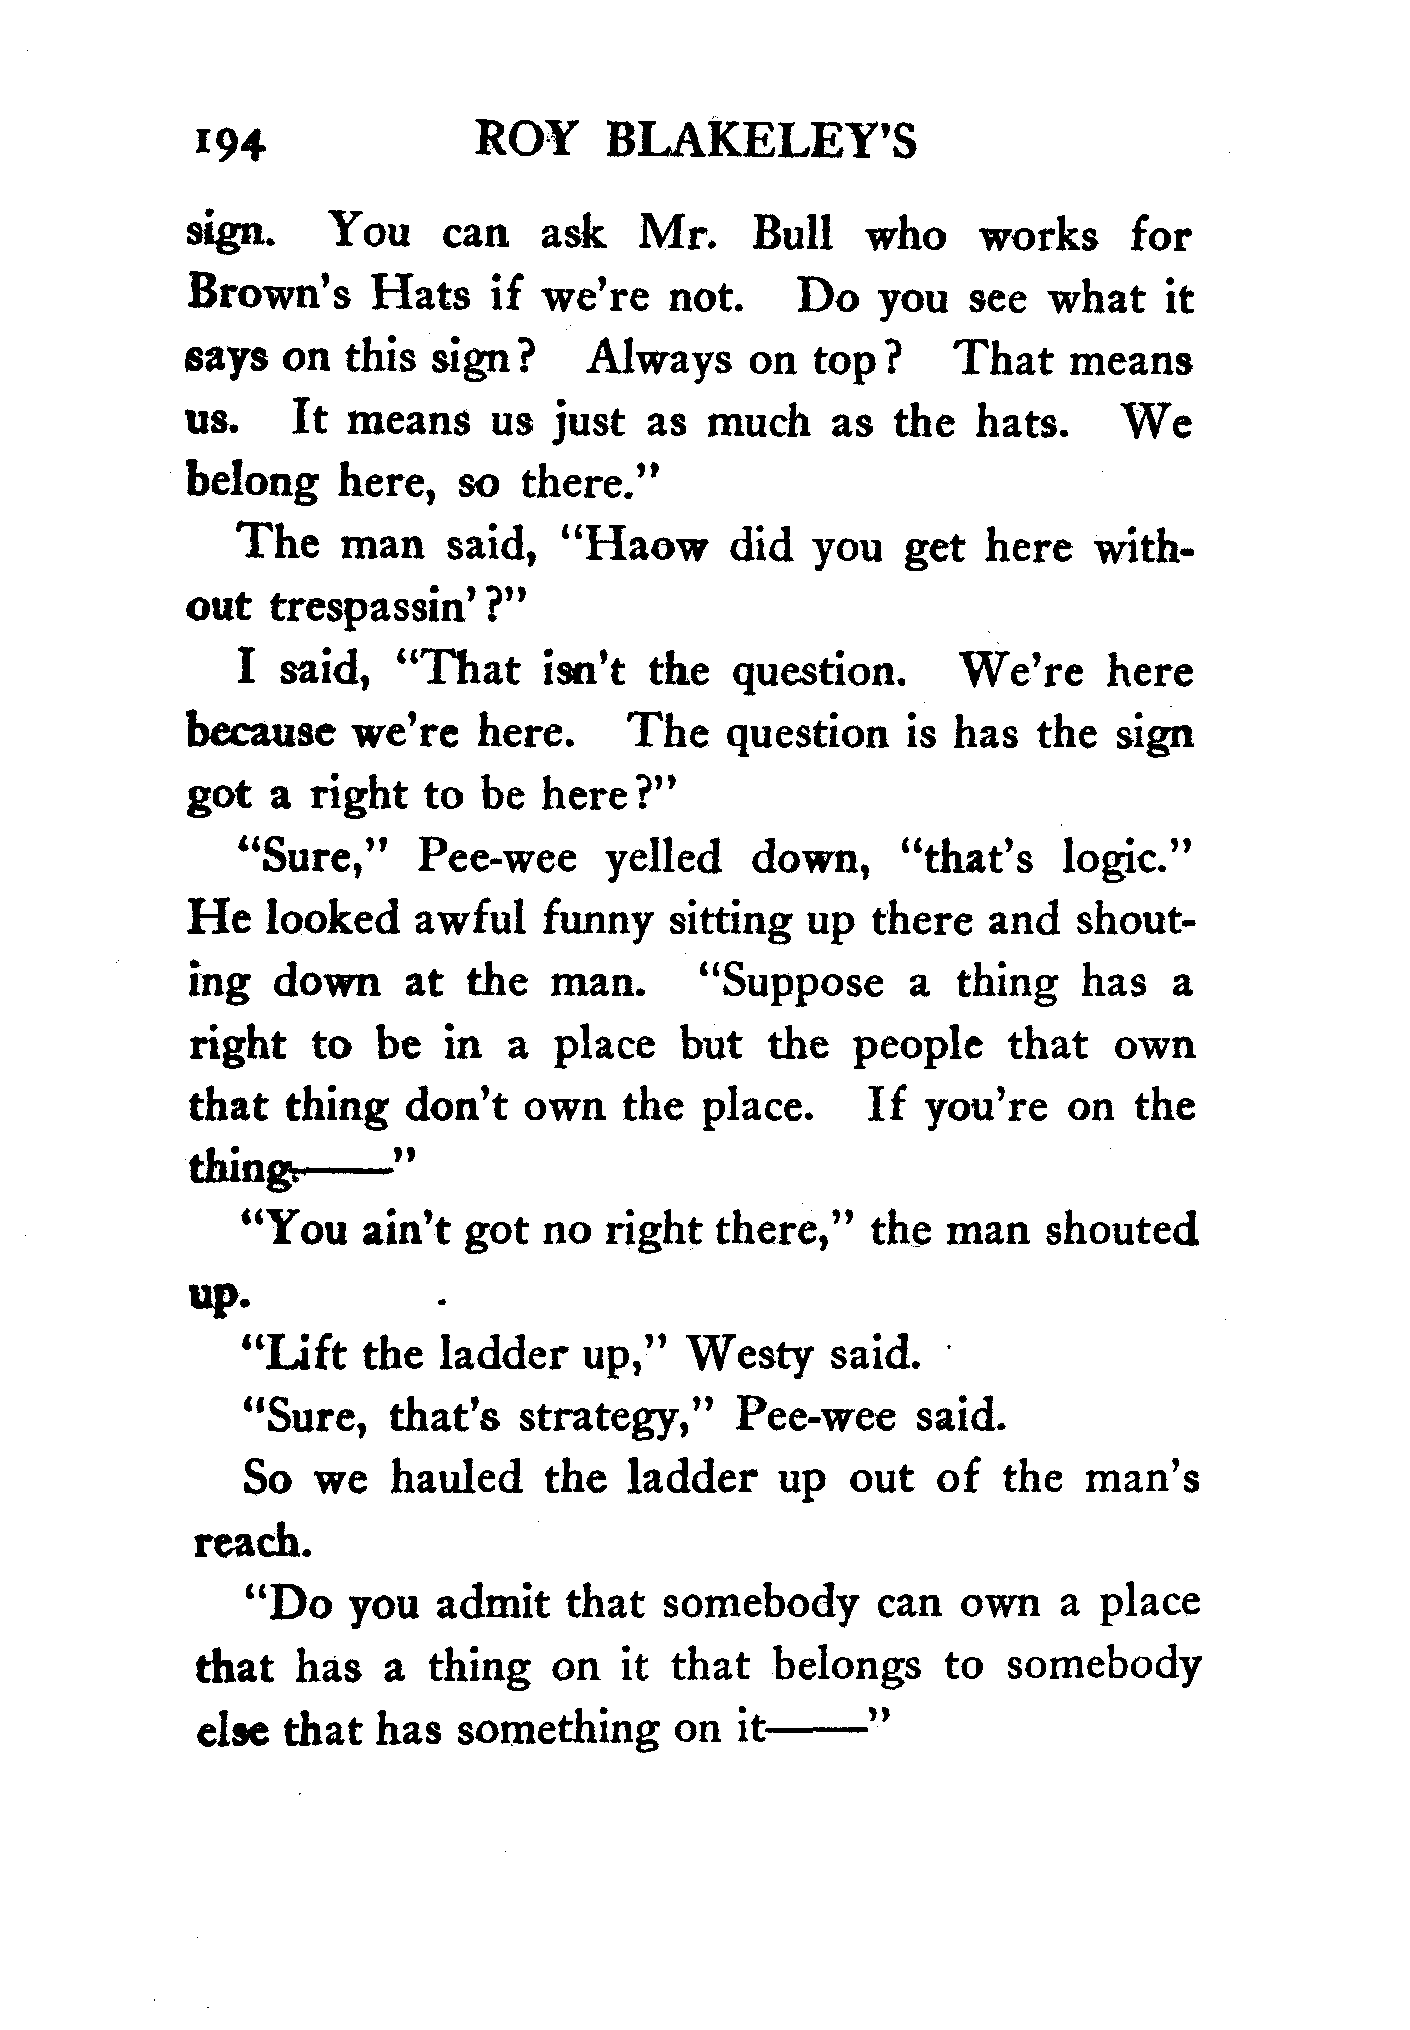 194 ROY BLAKELEY'S
sign. You can ask Mr. Bull who works for
Brown's Hats if we're not. Do you see what it
says on this sign? Always on top? That means
us. It means us just as much as the hats. We
belong here, so there."
The man said, "Haow did you get here with-
out trespassin'?"
I said, "That isn't the question. We're here
because we're here. The question is has the sign
got a right to be here?"
"Sure," Pee-wee yelled down, "that's logic."
He looked awful funny sitting up there and shout-
ing down at the man. "Suppose a thing has a
right to be in a place but the people that own
that thing don't own the place. If you're on the
thing——"
"You ain't got no right there," the man shouted
up.
"Lift the ladder up," Westy said.
"Sure, that's strategy," Pee-wee said.
So we hauled the ladder up out of the man's
reach.
"Do you admit that somebody can own a place
that has a thing on it that belongs to somebody
else that has something on it——"